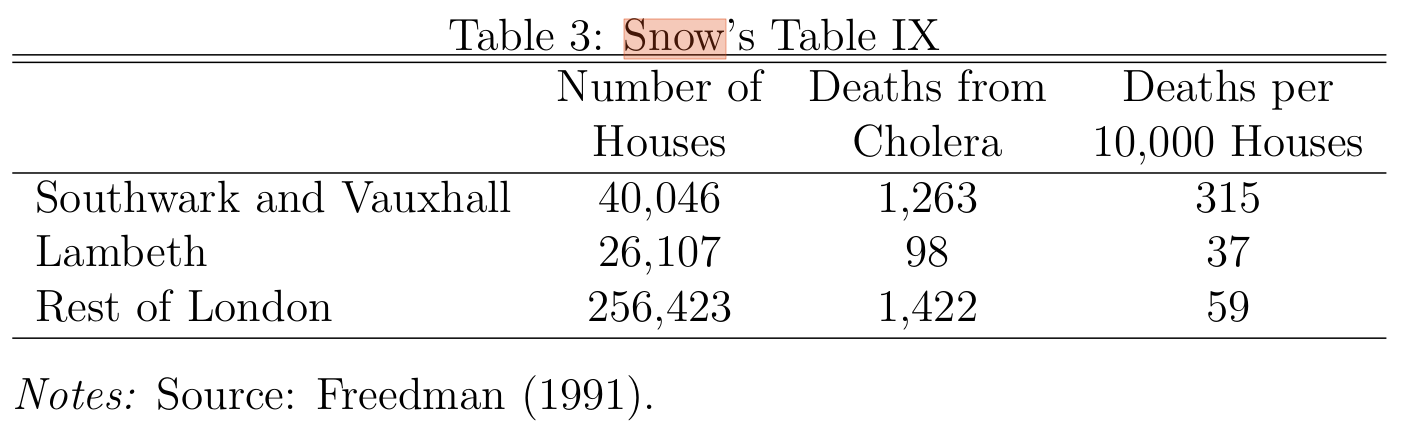 Table 3: Snow's Table IX
Number of Deaths from Deaths per
Houses Cholera 10,000 Houses
Southwark and Vauxhall 40,046 1,263 315
Lambeth 26,107 98 37
Rest of London 256,423 1,422 59
Notes: Source: Freedman (1991).